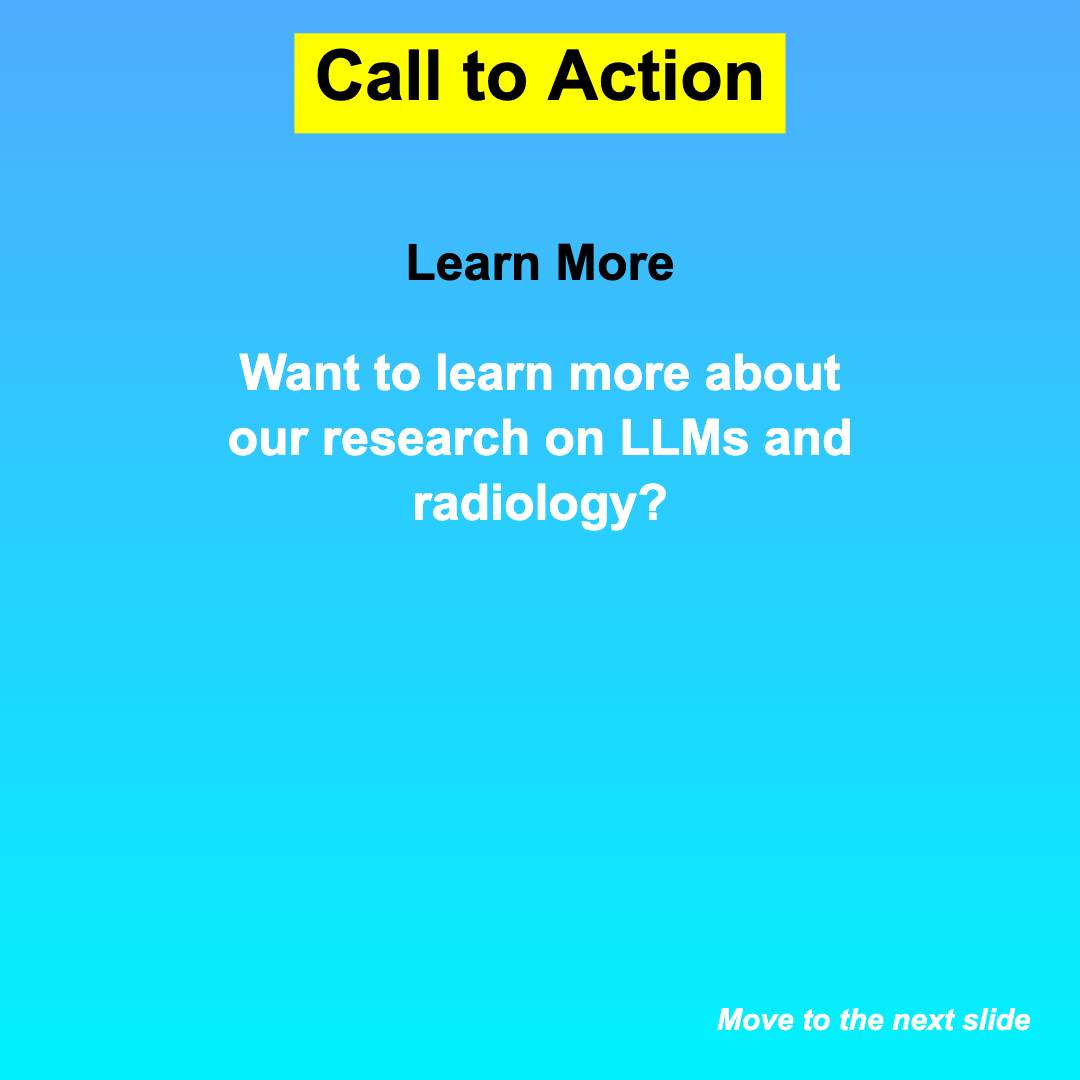 Call to Action
Learn More
Want to learn more about
our research on LLMs and
radiology?
Move to the next slide